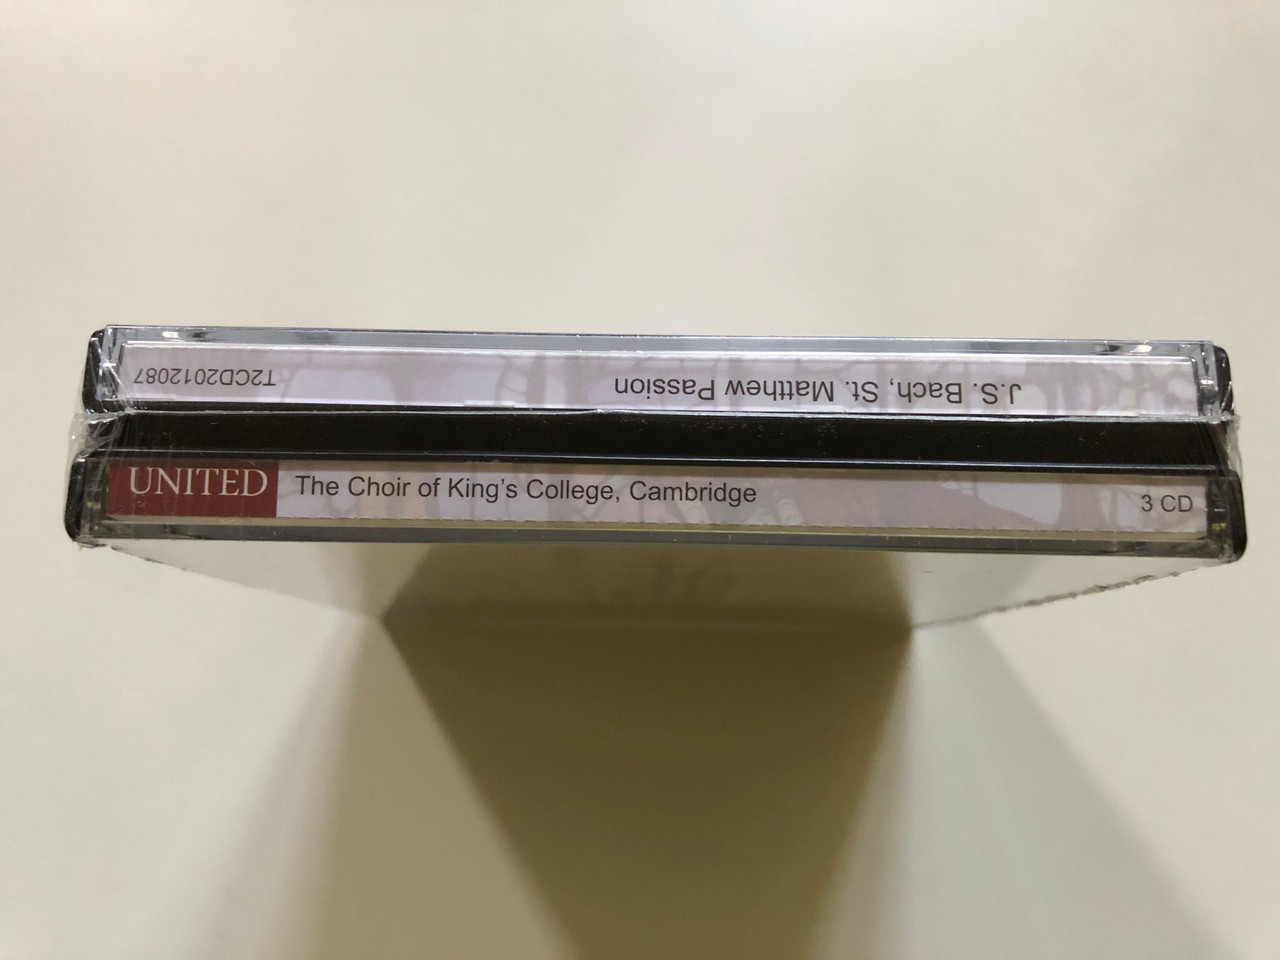 J.S. Bach, St. Matthew Passion T2CD2012087
UNITED The Choir of King's College, Cambridge 3 CD